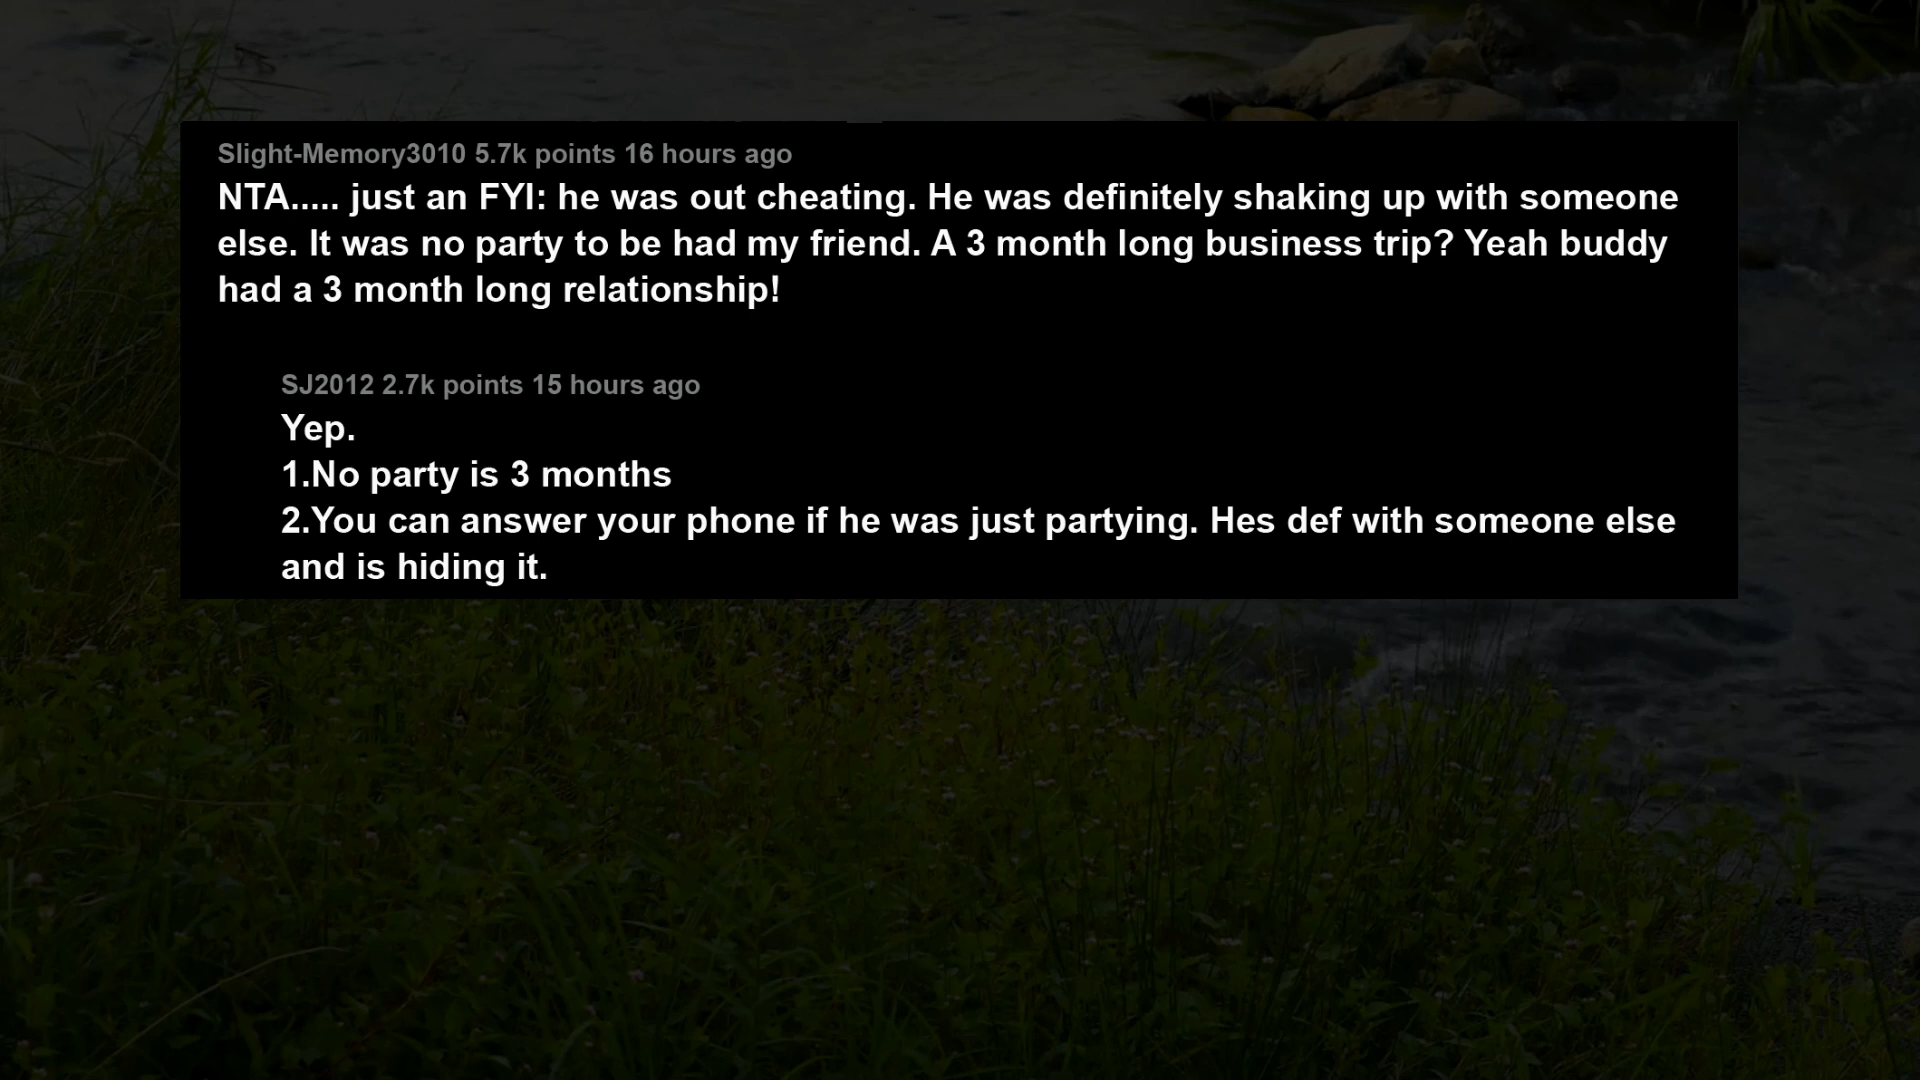 Slight-Memory3010 5.7k points 16 hours ago
NTA..... just an FYI: he was out cheating. He was definitely shaking up with someone
else. It was no party to be had my friend. A 3 month long business trip? Yeah buddy
had a 3 month long relationship!
SJ2012 2.7k points 15 hours ago
Yep.
1.No party is 3 months
2.You can answer your phone if he was just partying. Hes def with someone else
and is hiding it.